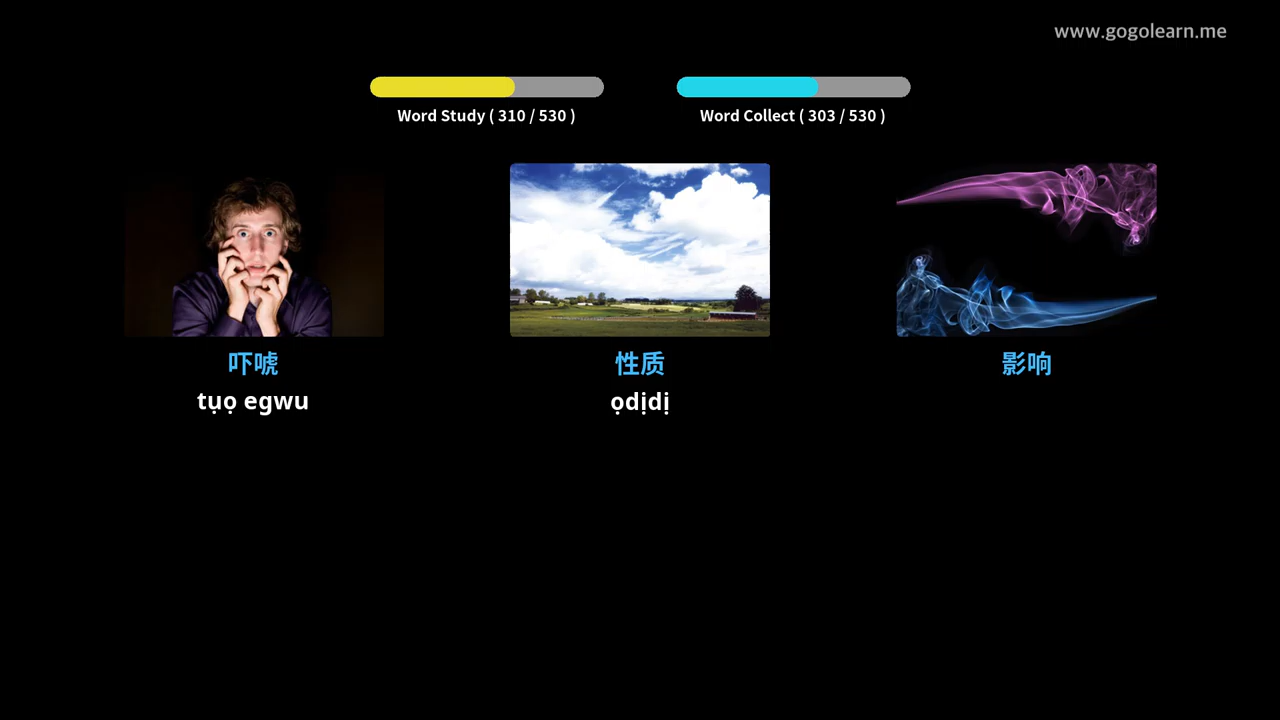 www.gogolearn.me
Word Study ( 310 / 530 )
Word Collect ( 303 / 530 )
吓唬
性质
影响
tụọ egwu
ọdịdị